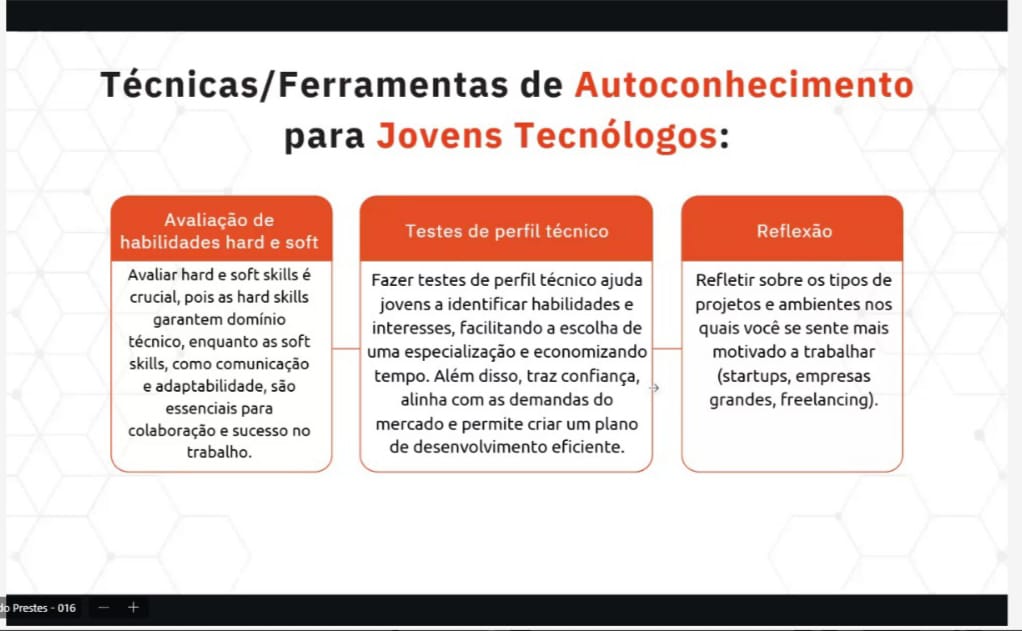 Técnicas/Ferramentas de Autoconhecimento
para Jovens Tecnólogos:
Avaliação de
habilidades hard e soft
Avaliar hard e soft skills é
crucial, pois as hard skills
garantem domínio
técnico, enquanto as soft
skills, como comunicação
e adaptabilidade, são
essenciais para
colaboração e sucesso no
trabalho.
Testes de perfil técnico
Fazer testes de perfil técnico ajuda
jovens a identificar habilidades e
interesses, facilitando a escolha de
uma especialização e economizando
tempo. Além disso, traz confiança,
alinha com as demandas do
mercado e permite criar um plano
de desenvolvimento eficiente.
Reflexão
Refletir sobre os tipos de
projetos e ambientes nos
quais você se sente mais
motivado a trabalhar
(startups, empresas
grandes, freelancing).
do Prestes - 016